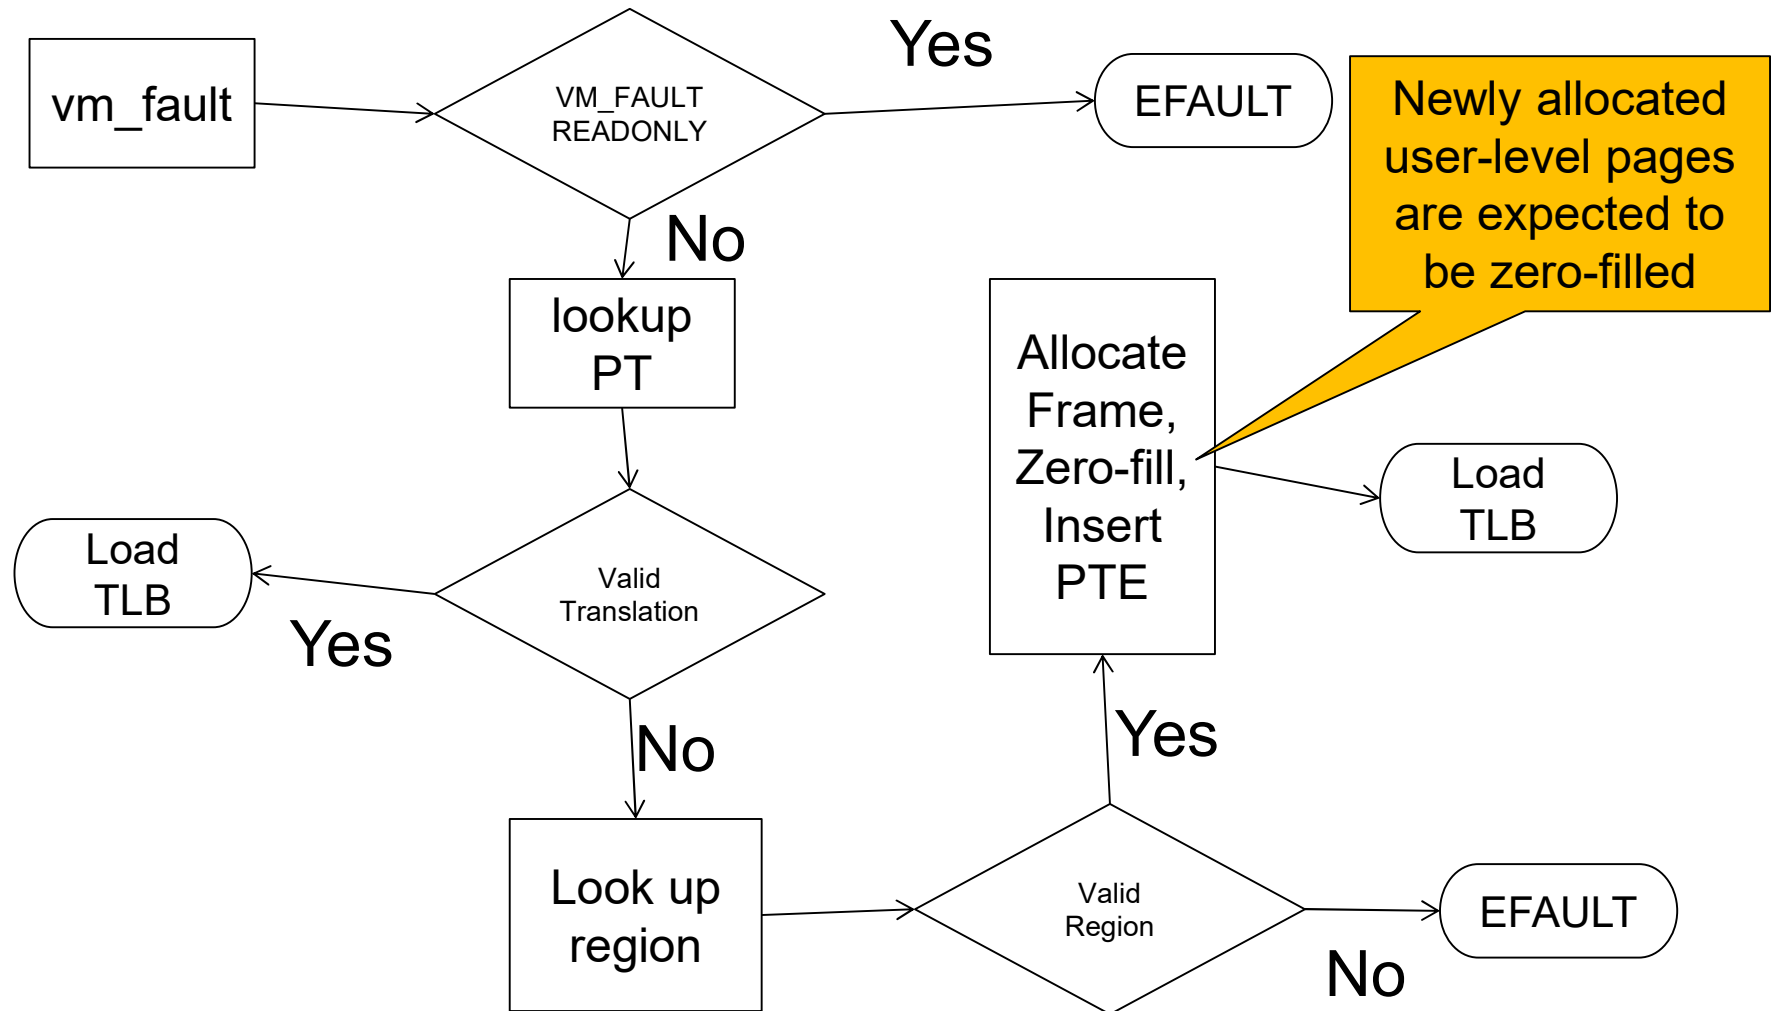 vm_fault
VM_FAULT
READONLY
Yes
EFAULT
Newly allocated
user-level pages
are expected to
be zero-filled
No
lookup
PT
Allocate
Frame,
Zero-fill,
Insert
PTE
Load
TLB
Valid
Translation
Load
TLB
Yes
No
Yes
Look up
region
Valid
Region
EFAULT
No